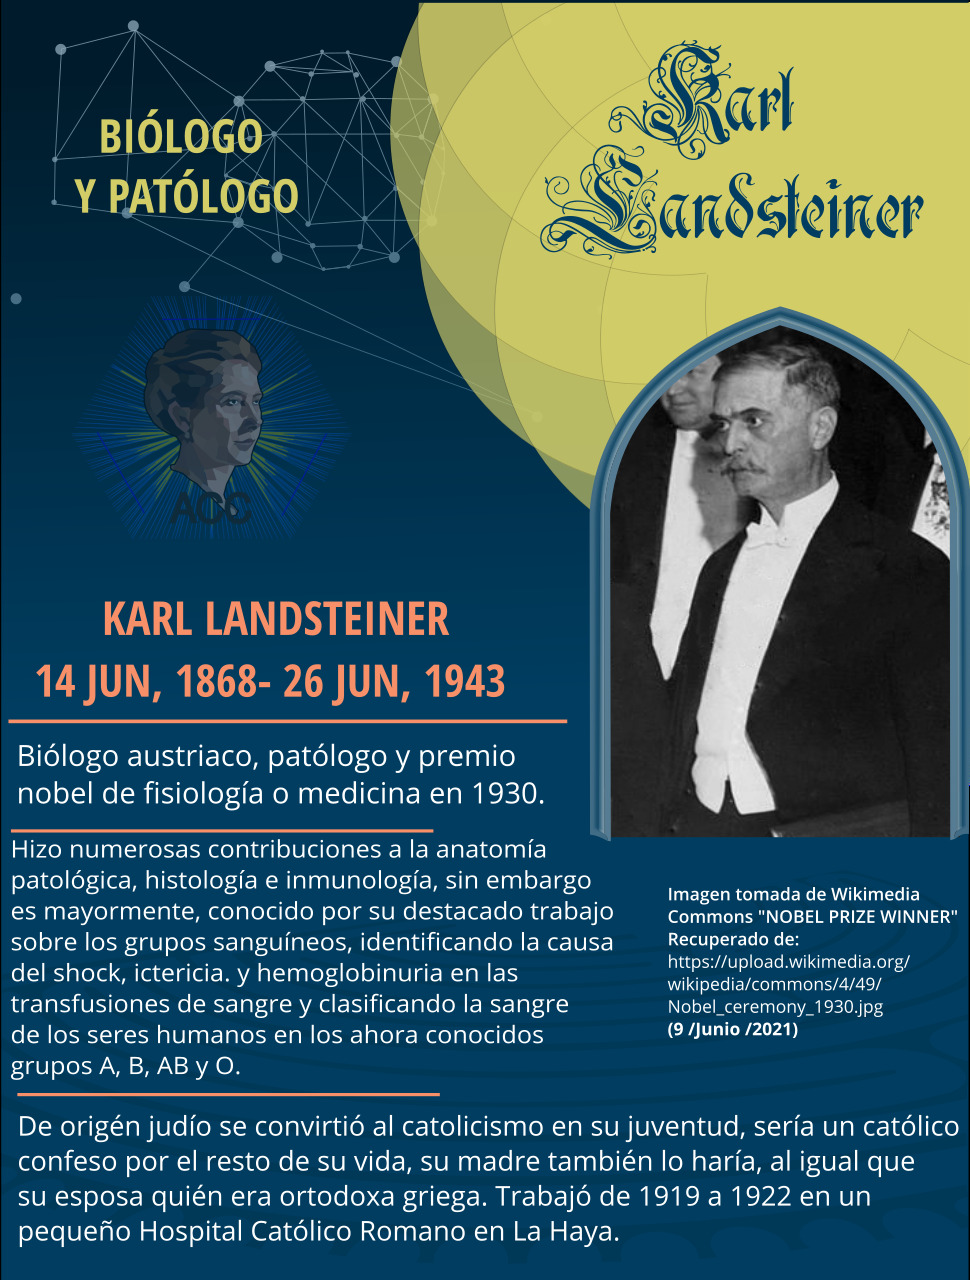 BIÓLOGO
Y PATÓLOGO
Karl
Landsteiner
ACC
KARL LANDSTEINER
14 JUN, 1868- 26 JUN, 1943
Biólogo austriaco, patólogo y premio
nobel de fisiología o medicina en 1930.
Hizo numerosas contribuciones a la anatomía
patológica, histología e inmunología, sin embargo
es mayormente, conocido por su destacado trabajo
sobre los grupos sanguíneos, identificando la causa
del shock, ictericia. y hemoglobinuria en las
transfusiones de sangre y clasificando la sangre
de los seres humanos en los ahora conocidos
grupos A, B, AB y O.
Imagen tomada de Wikimedia
Commons "NOBEL PRIZE WINNER"
Recuperado de:
https://upload.wikimedia.org/
wikipedia/commons/4/49/
Nobel_ceremony_1930.jpg
(9 /Junio /2021)
De origén judío se convirtió al catolicismo en su juventud, sería un católico
confeso por el resto de su vida, su madre también lo haría, al igual que
su esposa quién era ortodoxa griega. Trabajó de 1919 a 1922 en un
pequeño Hospital Católico Romano en La Haya.